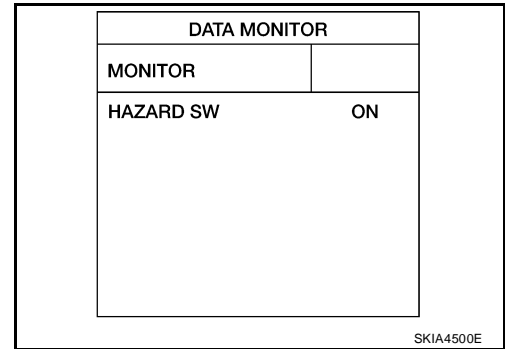 DATA MONITOR
MONITOR
HAZARD SW ON
SKIA4500E